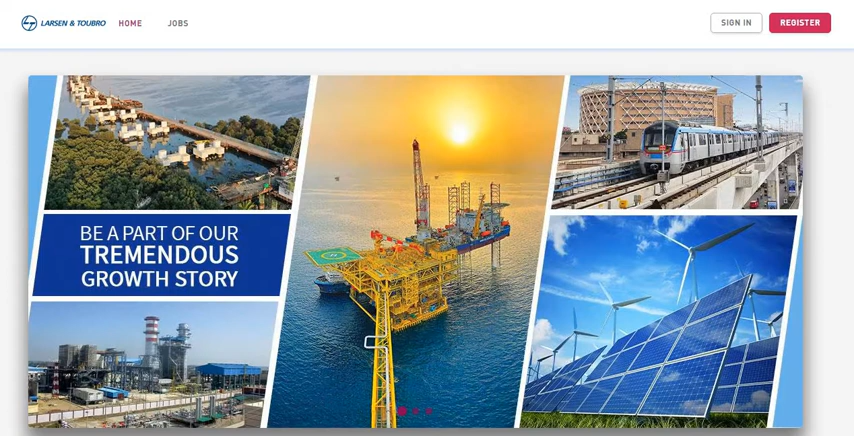 LARSEN & TOUBRO
HOME
JOBS
SIGN IN
REGISTER
BE A PART OF OUR
TREMENDOUS
GROWTH STORY